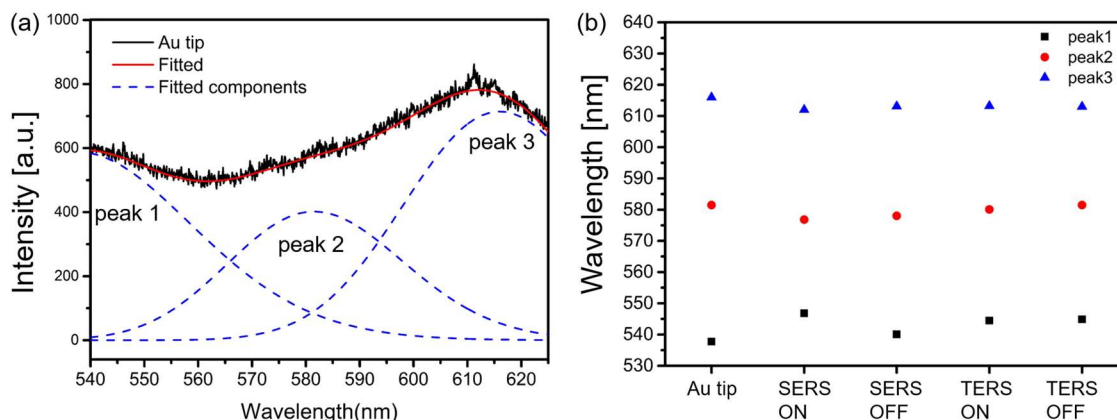 (a)
1000
800
600
400
200
0
Intensity [a.u.]
Au tip
Fitted
Fitted components
peak 1
peak 2
peak 3
540 550 560 570 580 590 600 610 620
Wavelength(nm)
(b)
640
630
620
610
600
590
580
570
560
550
540
530
Wavelength [nm]
peak1
peak2
peak3
Au tip SERS SERS TERS TERS
ON OFF ON OFF